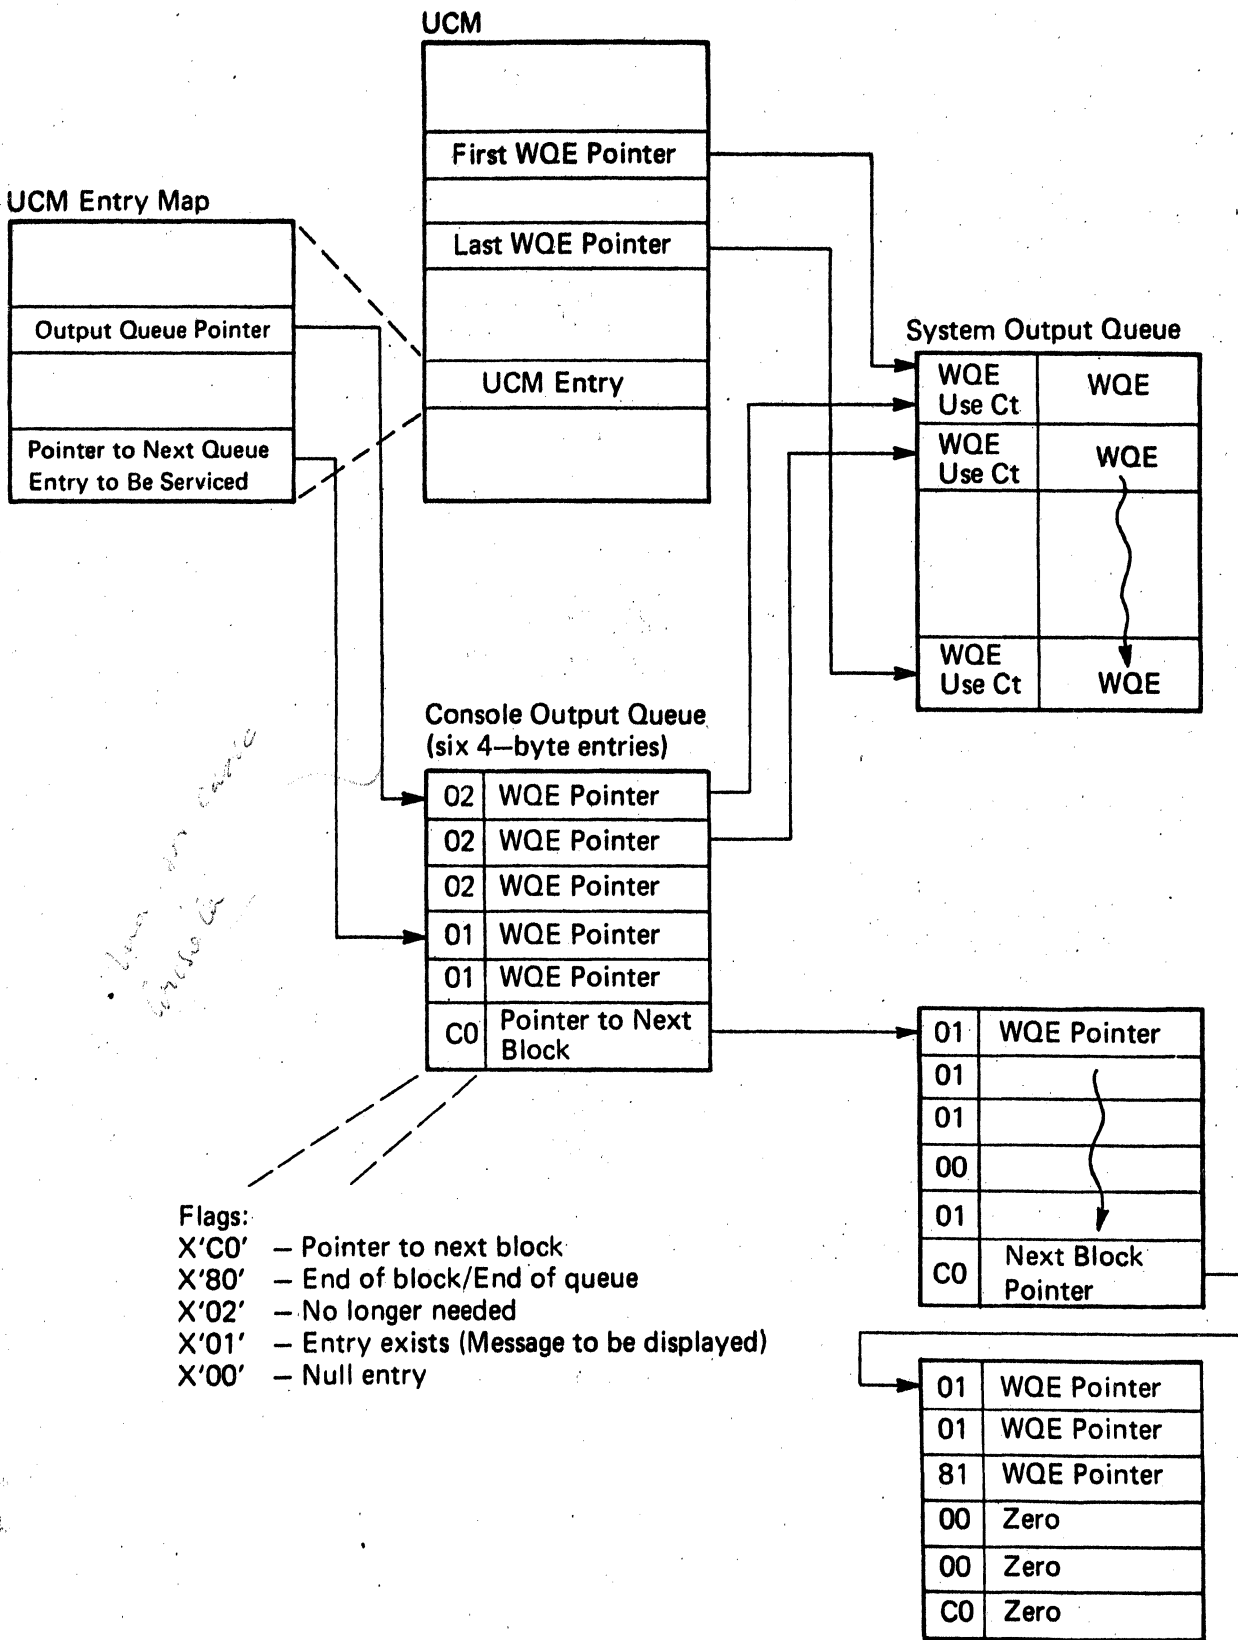 UCM
First WQE Pointer
Last WQE Pointer
UCM Entry
UCM Entry Map
Output Queue Pointer
Pointer to Next Queue
Entry to Be Serviced
System Output Queue
WQE
Use Ct
WQE
WQE
Use Ct
WQE
WQE
Use Ct
WQE
Console Output Queue
(six 4—byte entries)
02 WQE Pointer
02 WQE Pointer
02 WQE Pointer
01 WQE Pointer
01 WQE Pointer
C0 Pointer to Next
Block
01 WQE Pointer
01
01
00
01
C0 Next Block
Pointer
Flags:
X'C0' — Pointer to next block
X'80' — End of block/End of queue
X'02' — No longer needed
X'01' — Entry exists (Message to be displayed)
X'00' — Null entry
01 WQE Pointer
01 WQE Pointer
81 WQE Pointer
00 Zero
00 Zero
C0 Zero